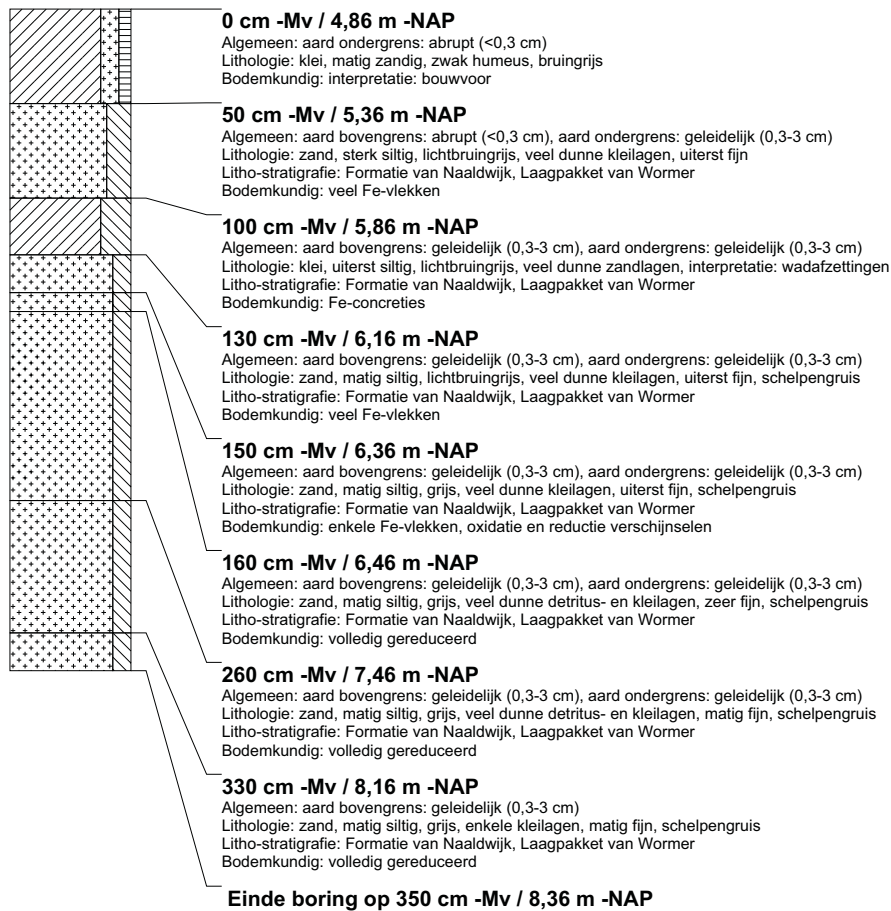 0 cm -Mv / 4,86 m -NAP
Algemeen: aard ondergrens: abrupt (<0,3 cm)
Lithologie: klei, matig zandig, zwak humeus, bruingrijs
Bodemkundig: interpretatie: bouwvoor
50 cm -Mv / 5,36 m -NAP
Algemeen: aard bovengrens: abrupt (<0,3 cm), aard ondergrens: geleidelijk (0,3-3 cm)
Lithologie: zand, sterk siltig, lichtbruingrijs, veel dunne kleilagen, uiterst fijn
Litho-stratigrafie: Formatie van Naaldwijk, Laagpakket van Wormer
Bodemkundig: veel Fe-vlekken
100 cm -Mv / 5,86 m -NAP
Algemeen: aard bovengrens: geleidelijk (0,3-3 cm), aard ondergrens: geleidelijk (0,3-3 cm)
Lithologie: klei, uiterst siltig, lichtbruingrijs, veel dunne zandlagen, interpretatie: wadafzettingen
Litho-stratigrafie: Formatie van Naaldwijk, Laagpakket van Wormer
Bodemkundig: Fe-concreties
130 cm -Mv / 6,16 m -NAP
Algemeen: aard bovengrens: geleidelijk (0,3-3 cm), aard ondergrens: geleidelijk (0,3-3 cm)
Lithologie: zand, matig siltig, lichtbruingrijs, veel dunne kleilagen, uiterst fijn, schelpengruis
Litho-stratigrafie: Formatie van Naaldwijk, Laagpakket van Wormer
Bodemkundig: veel Fe-vlekken
150 cm -Mv / 6,36 m -NAP
Algemeen: aard bovengrens: geleidelijk (0,3-3 cm), aard ondergrens: geleidelijk (0,3-3 cm)
Lithologie: zand, matig siltig, grijs, veel dunne kleilagen, uiterst fijn, schelpengruis
Litho-stratigrafie: Formatie van Naaldwijk, Laagpakket van Wormer
Bodemkundig: enkele Fe-vlekken, oxidatie en reductie verschijnselen
160 cm -Mv / 6,46 m -NAP
Algemeen: aard bovengrens: geleidelijk (0,3-3 cm), aard ondergrens: geleidelijk (0,3-3 cm)
Lithologie: zand, matig siltig, grijs, veel dunne detritus- en kleilagen, zeer fijn, schelpengruis
Litho-stratigrafie: Formatie van Naaldwijk, Laagpakket van Wormer
Bodemkundig: volledig gereduceerd
260 cm -Mv / 7,46 m -NAP
Algemeen: aard bovengrens: geleidelijk (0,3-3 cm), aard ondergrens: geleidelijk (0,3-3 cm)
Lithologie: zand, matig siltig, grijs, veel dunne detritus- en kleilagen, matig fijn, schelpengruis
Litho-stratigrafie: Formatie van Naaldwijk, Laagpakket van Wormer
Bodemkundig: volledig gereduceerd
330 cm -Mv / 8,16 m -NAP
Algemeen: aard bovengrens: geleidelijk (0,3-3 cm)
Lithologie: zand, matig siltig, grijs, enkele kleilagen, matig fijn, schelpengruis
Litho-stratigrafie: Formatie van Naaldwijk, Laagpakket van Wormer
Bodemkundig: volledig gereduceerd
Einde boring op 350 cm -Mv / 8,36 m -NAP